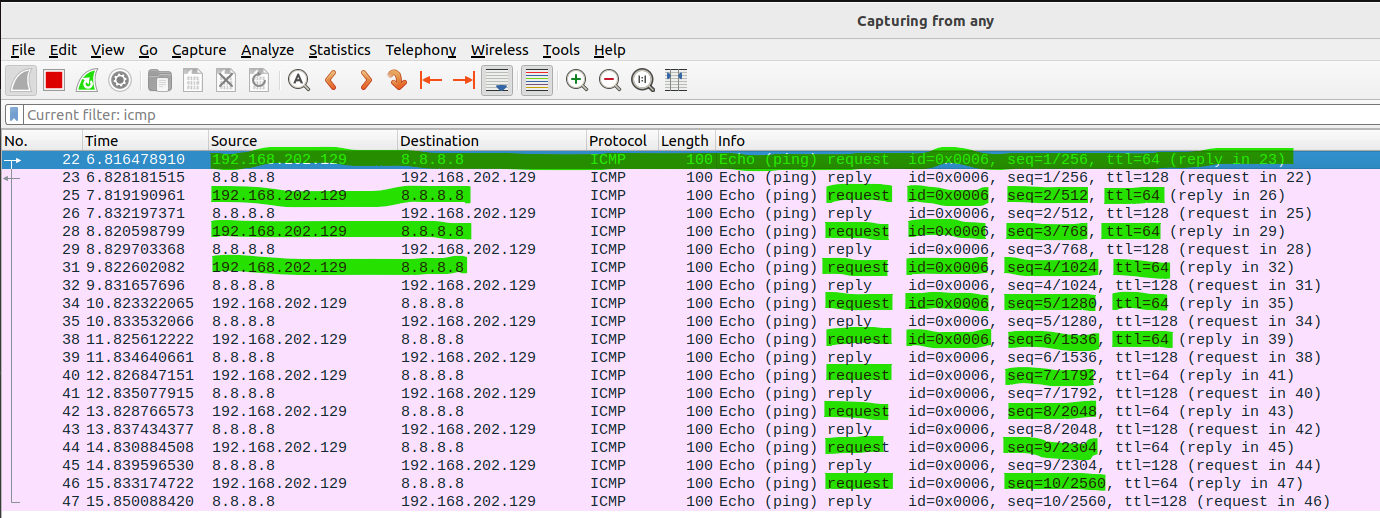 Capturing from any
File Edit View Go Capture Analyze Statistics Telephony Wireless Tools Help
Current filter: icmp
No. Time Source Destination Protocol Length Info
22 6.816478910 192.168.202.129 8.8.8.8 ICMP 100 Echo (ping) request id=0x0006, seq=1/256, ttl=64 (reply in 23)
23 6.828181515 8.8.8.8 192.168.202.129 ICMP 100 Echo (ping) reply id=0x0006, seq=1/256, ttl=128 (request in 22)
25 7.819190961 192.168.202.129 8.8.8.8 ICMP 100 Echo (ping) request id=0x0006, seq=2/512, ttl=64 (reply in 26)
26 7.832197371 8.8.8.8 192.168.202.129 ICMP 100 Echo (ping) reply id=0x0006, seq=2/512, ttl=128 (request in 25)
28 8.820598799 192.168.202.129 8.8.8.8 ICMP 100 Echo (ping) request id=0x0006, seq=3/768, ttl=64 (reply in 29)
29 8.829703368 8.8.8.8 192.168.202.129 ICMP 100 Echo (ping) reply id=0x0006, seq=3/768, ttl=128 (request in 28)
31 9.822602082 192.168.202.129 8.8.8.8 ICMP 100 Echo (ping) request id=0x0006, seq=4/1024, ttl=64 (reply in 32)
32 9.831657696 8.8.8.8 192.168.202.129 ICMP 100 Echo (ping) reply id=0x0006, seq=4/1024, ttl=128 (request in 31)
34 10.823322065 192.168.202.129 8.8.8.8 ICMP 100 Echo (ping) request id=0x0006, seq=5/1280, ttl=64 (reply in 35)
35 10.833532066 8.8.8.8 192.168.202.129 ICMP 100 Echo (ping) reply id=0x0006, seq=5/1280, ttl=128 (request in 34)
38 11.825612222 192.168.202.129 8.8.8.8 ICMP 100 Echo (ping) request id=0x0006, seq=6/1536, ttl=64 (reply in 39)
39 11.834640661 8.8.8.8 192.168.202.129 ICMP 100 Echo (ping) reply id=0x0006, seq=6/1536, ttl=128 (request in 38)
40 12.826847151 192.168.202.129 8.8.8.8 ICMP 100 Echo (ping) request id=0x0006, seq=7/1792, ttl=64 (reply in 41)
41 12.835077915 8.8.8.8 192.168.202.129 ICMP 100 Echo (ping) reply id=0x0006, seq=7/1792, ttl=128 (request in 40)
42 13.828766573 192.168.202.129 8.8.8.8 ICMP 100 Echo (ping) request id=0x0006, seq=8/2048, ttl=64 (reply in 43)
43 13.837434377 8.8.8.8 192.168.202.129 ICMP 100 Echo (ping) reply id=0x0006, seq=8/2048, ttl=128 (request in 42)
44 14.830884508 192.168.202.129 8.8.8.8 ICMP 100 Echo (ping) request id=0x0006, seq=9/2304, ttl=64 (reply in 45)
45 14.839596530 8.8.8.8 192.168.202.129 ICMP 100 Echo (ping) reply id=0x0006, seq=9/2304, ttl=128 (request in 44)
46 15.833174722 192.168.202.129 8.8.8.8 ICMP 100 Echo (ping) request id=0x0006, seq=10/2560, ttl=64 (reply in 47)
47 15.850088420 8.8.8.8 192.168.202.129 ICMP 100 Echo (ping) reply id=0x0006, seq=10/2560, ttl=128 (request in 46)